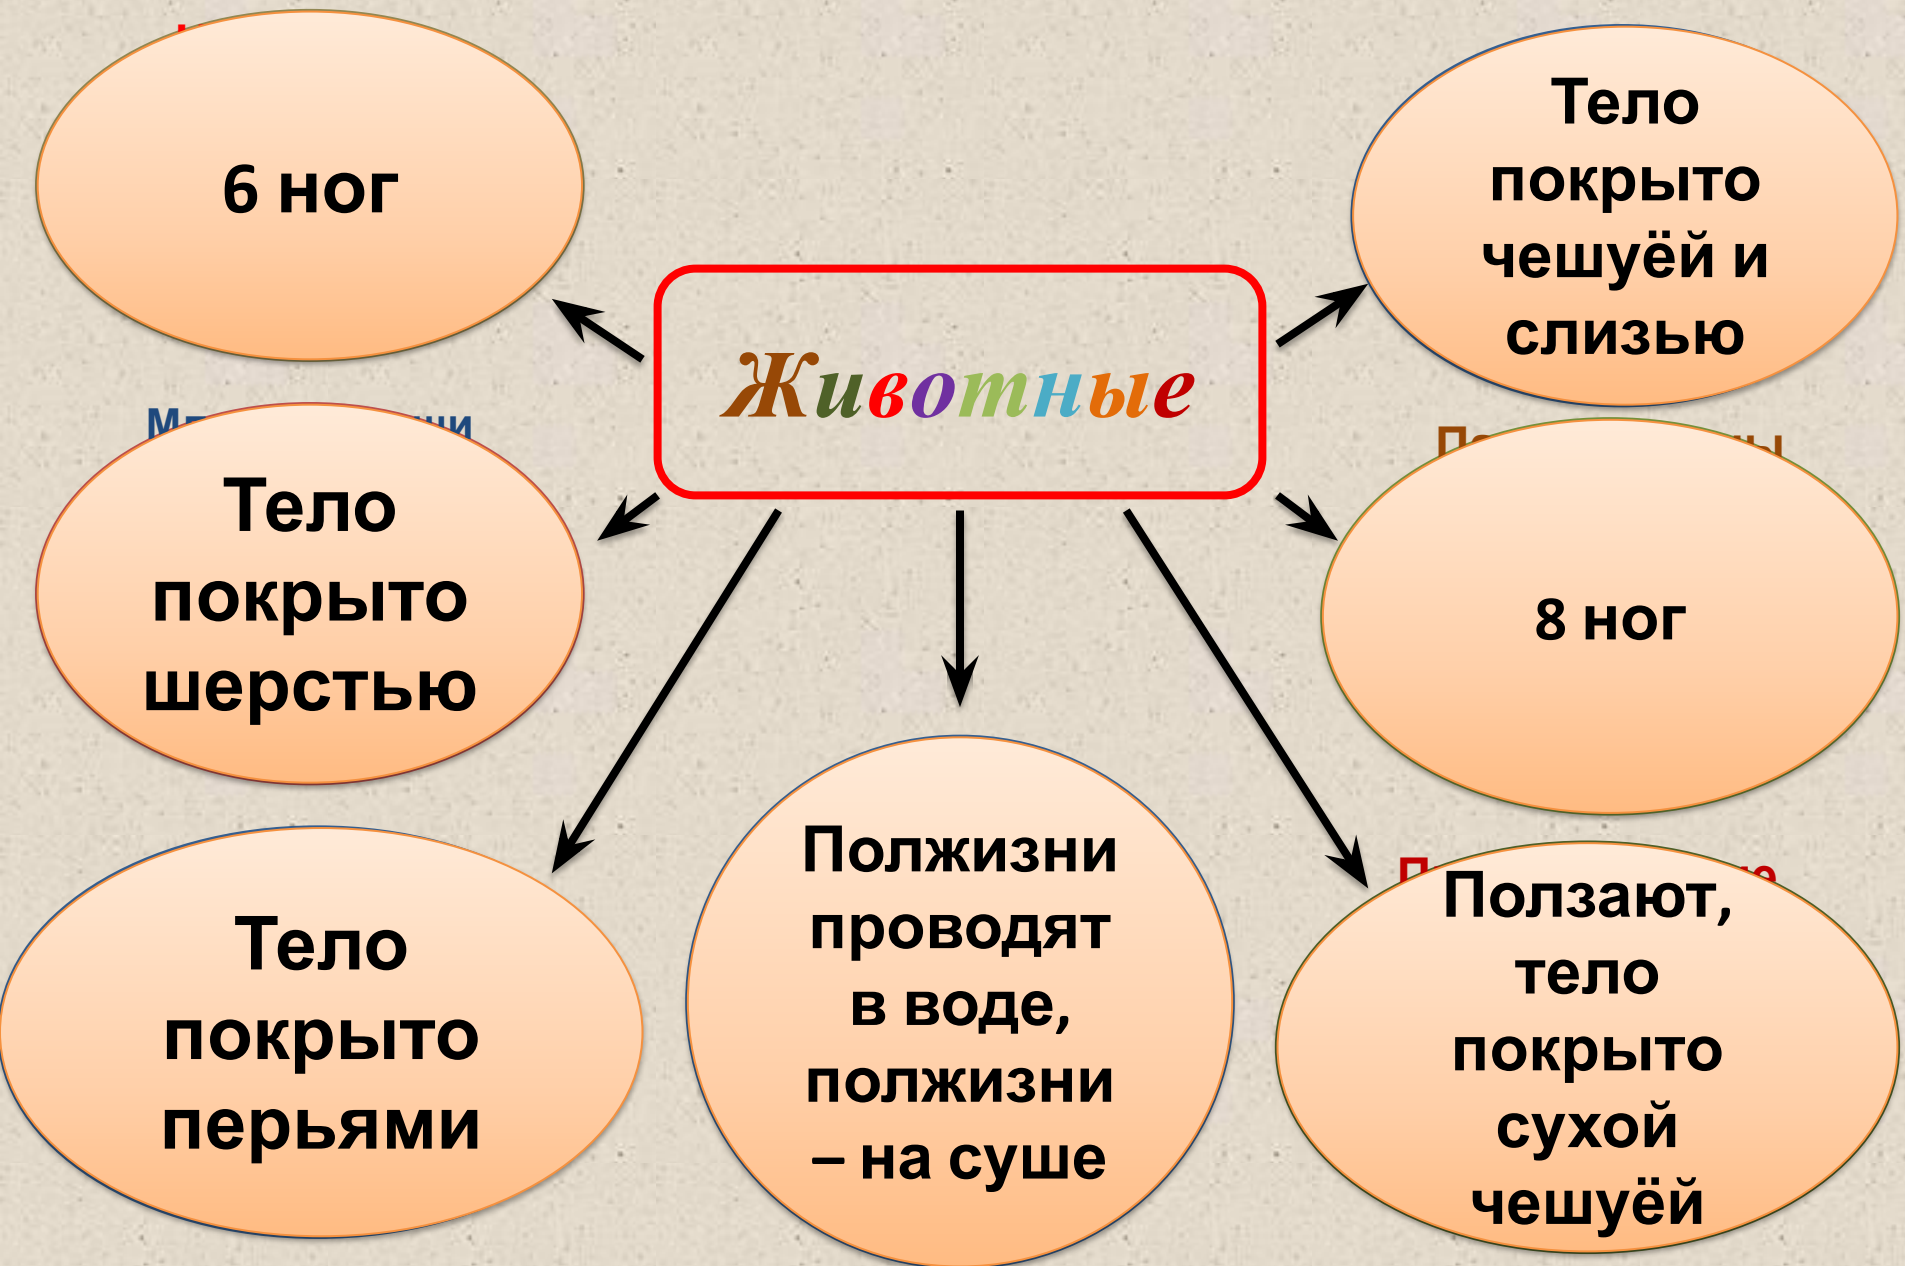 6 ног
Тело
покрыто
чешуёй и
слизью
Животные
Тело
покрыто
шерстью
8 ног
Тело
покрыто
перьями
Полжизни
проводят
в воде,
полжизни
– на суше
Ползают,
тело
покрыто
сухой
чешуёй